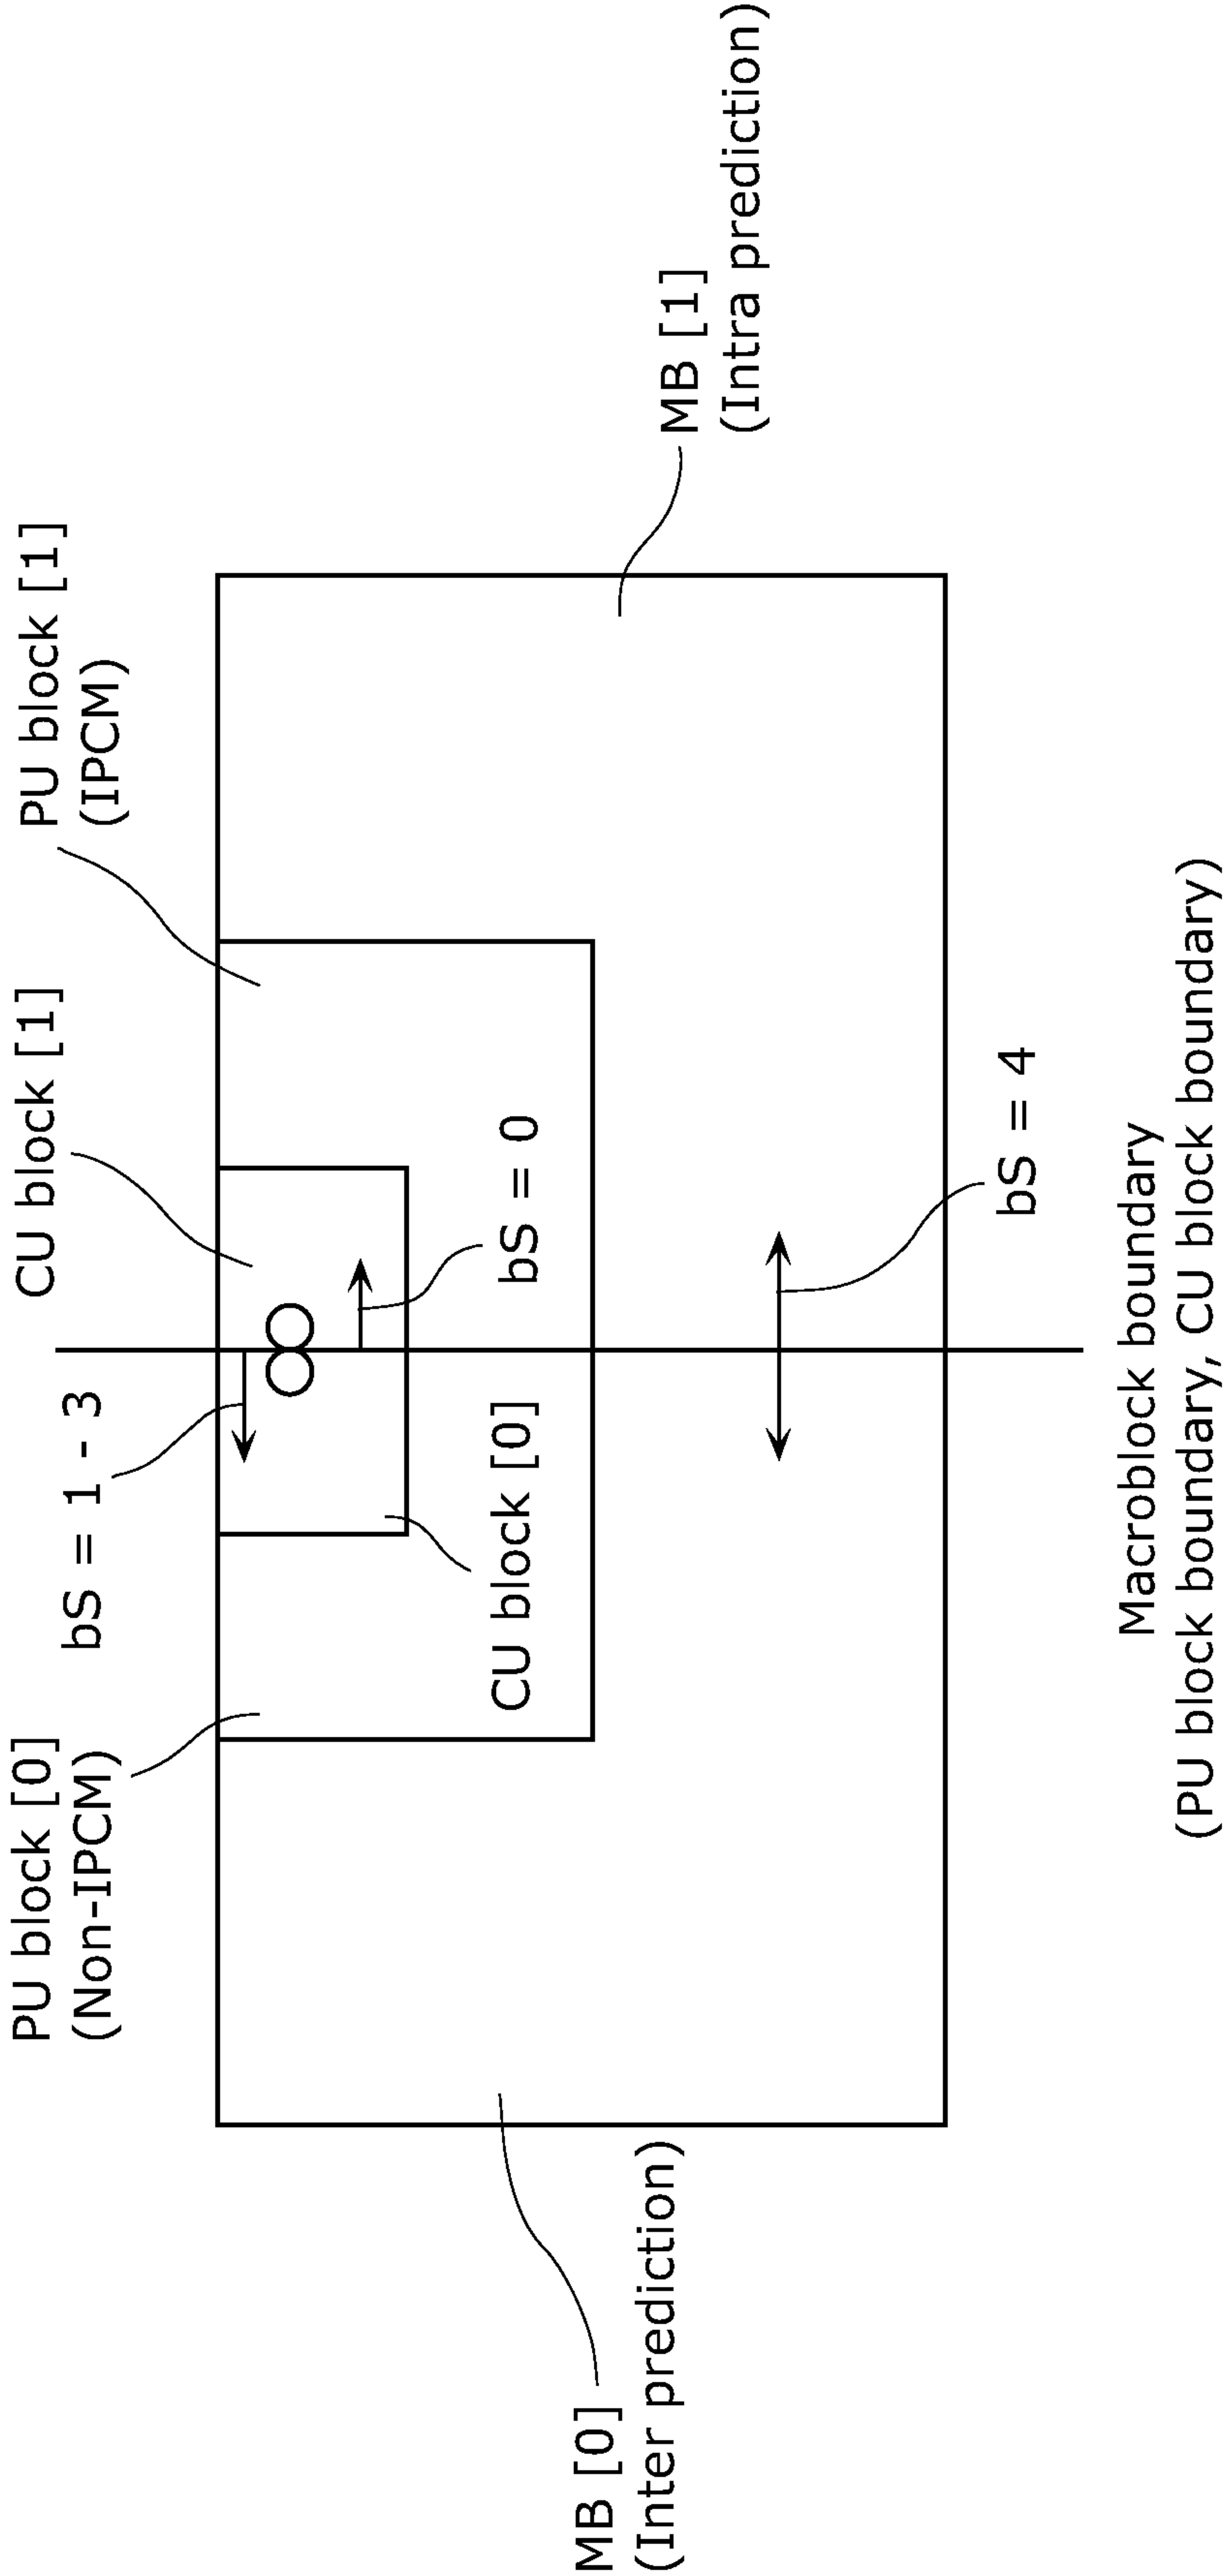 PU block [0]
(Non-IPCM)
bS = 1 - 3
CU block [1]
PU block [1]
(IPCM)
CU block [0]
bS = 0
MB [0]
(Inter prediction)
MB [1]
(Intra prediction)
bS = 4
Macroblock boundary
(PU block boundary, CU block boundary)